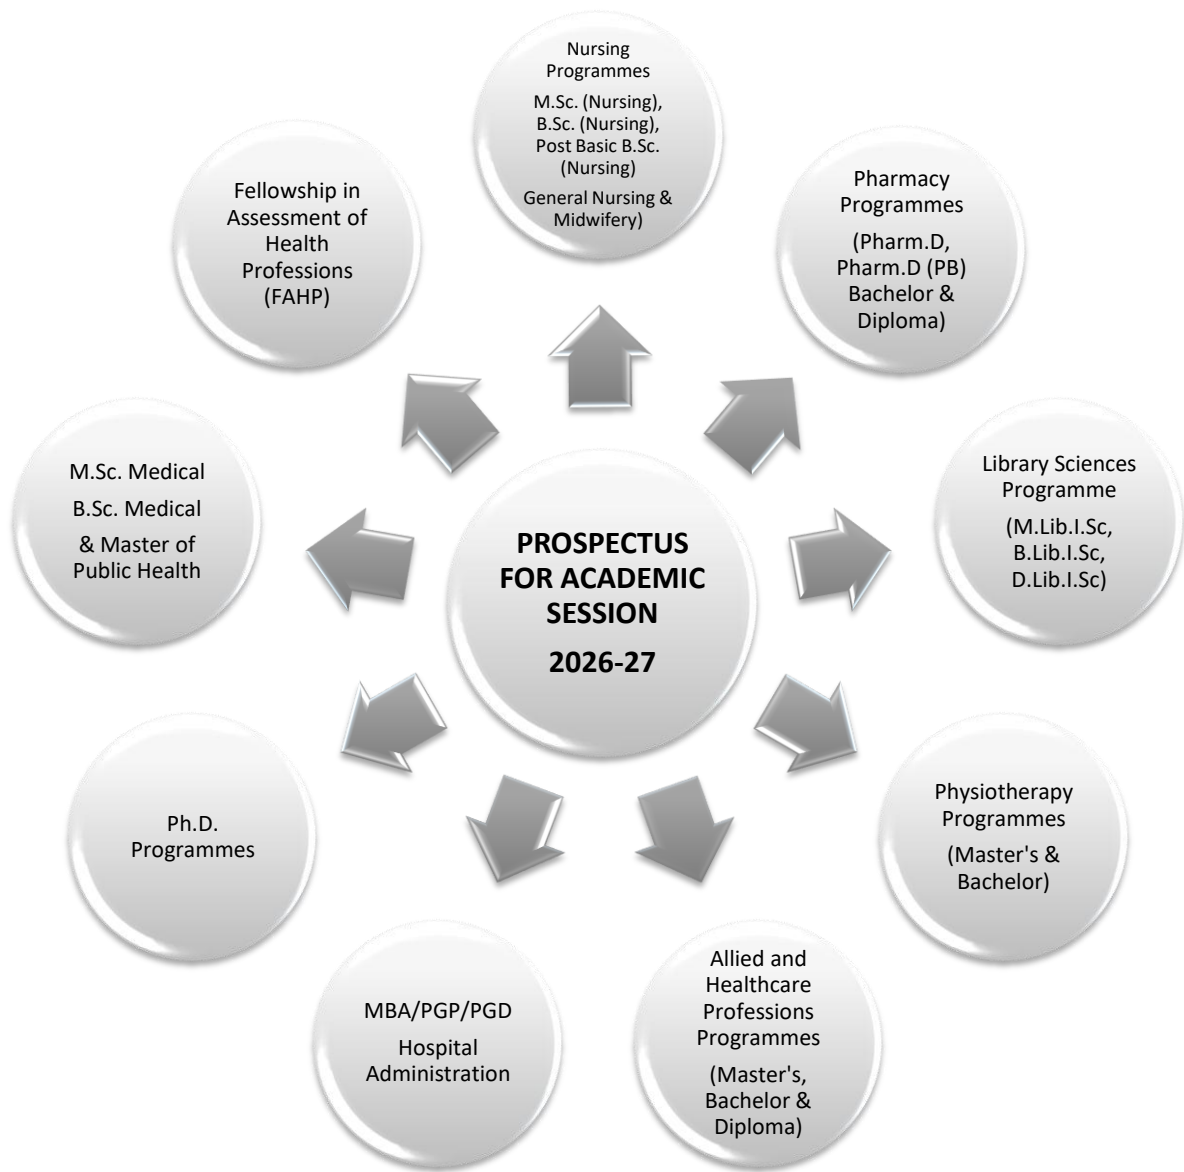 Nursing
Programmes
M.Sc. (Nursing),
B.Sc. (Nursing),
Post Basic B.Sc.
(Nursing)
General Nursing &
Midwifery)
Pharmacy
Programmes
(Pharm.D,
Pharm.D (PB)
Bachelor &
Diploma)
Library Sciences
Programme
(M.Lib.I.Sc,
B.Lib.I.Sc,
D.Lib.I.Sc)
Physiotherapy
Programmes
(Master's &
Bachelor)
Allied and
Healthcare
Professions
Programmes
(Master's,
Bachelor &
Diploma)
MBA/PGP/PGD
Hospital
Administration
Ph.D.
Programmes
M.Sc. Medical
B.Sc. Medical
& Master of
Public Health
Fellowship in
Assessment of
Health
Professions
(FAHP)
PROSPECTUS
FOR ACADEMIC
SESSION
2026-27